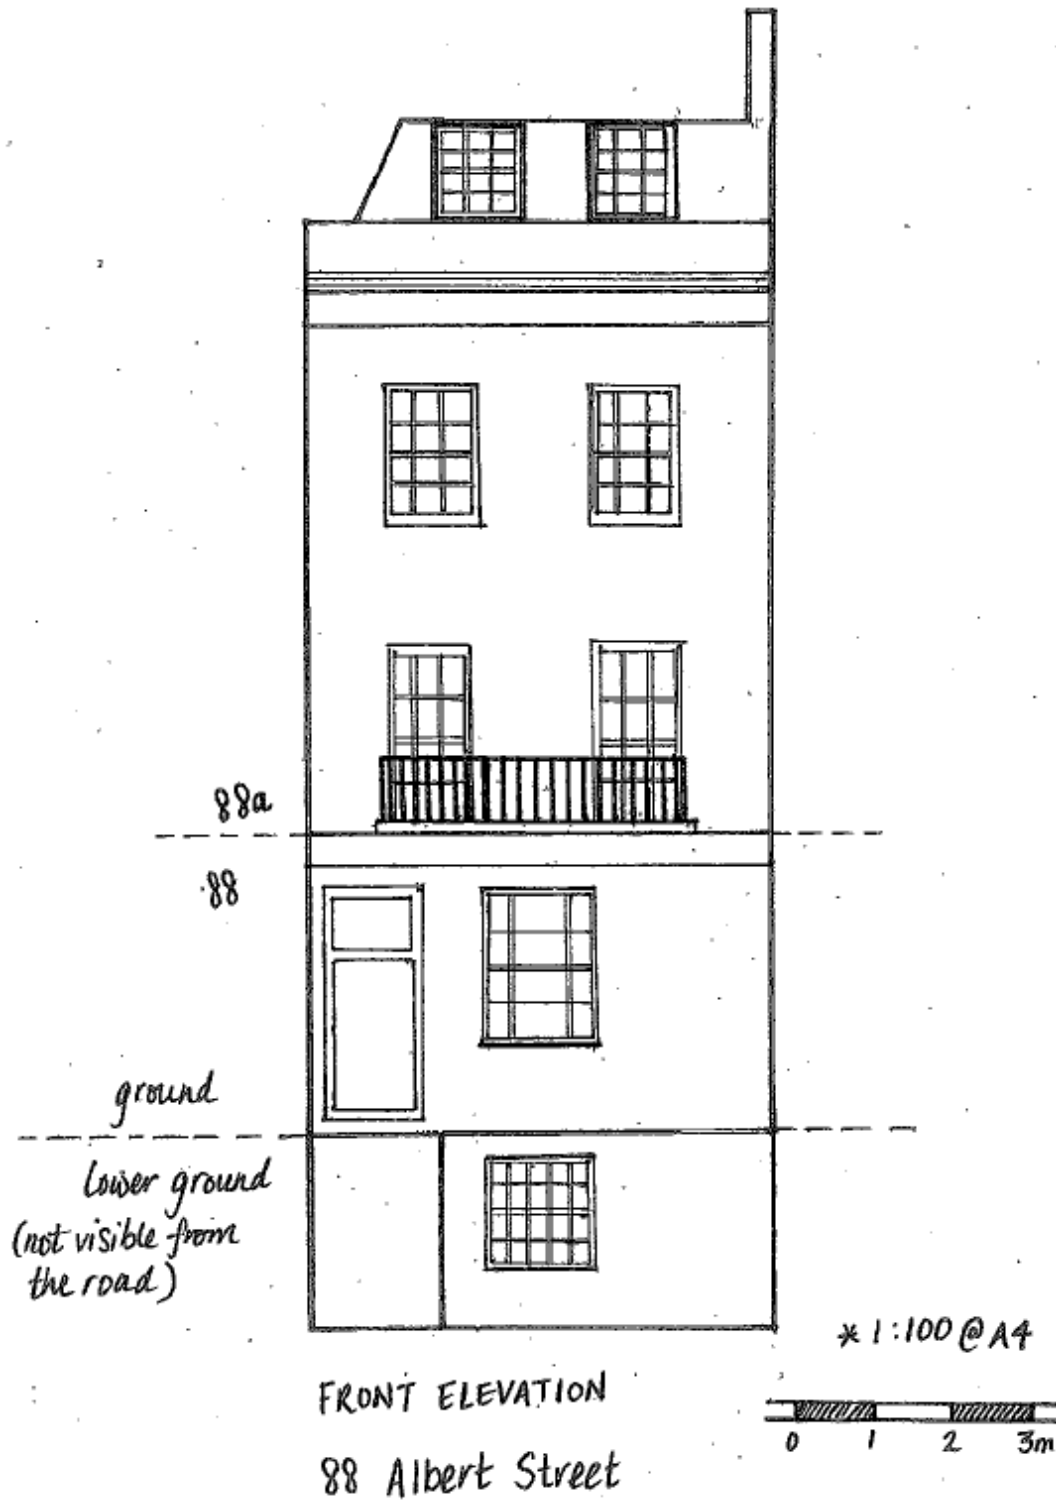 88a
88
ground
Lower ground
(not visible from
the road)
* 1:100 @ A4
FRONT ELEVATION
0 1 2 3m
88 Albert Street